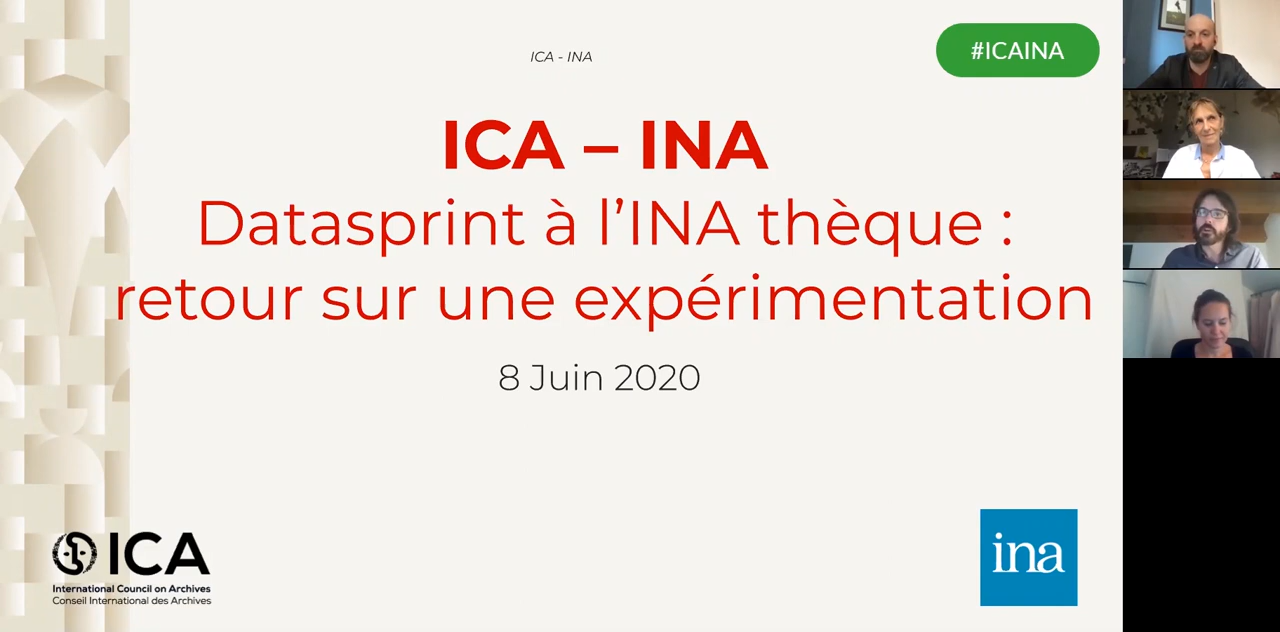 ICA - INA
#ICAINA
ICA – INA
Datasprint à l’INA thèque :
retour sur une expérimentation
8 Juin 2020
ICA
International Council on Archives
Conseil International des Archives
ina